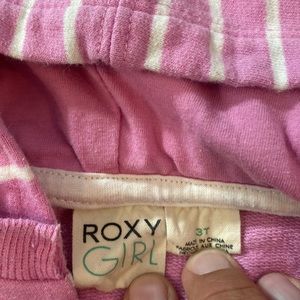 ROXY
GIRL
3T
MADE IN CHINA
FABRIQUE AUX CHINE